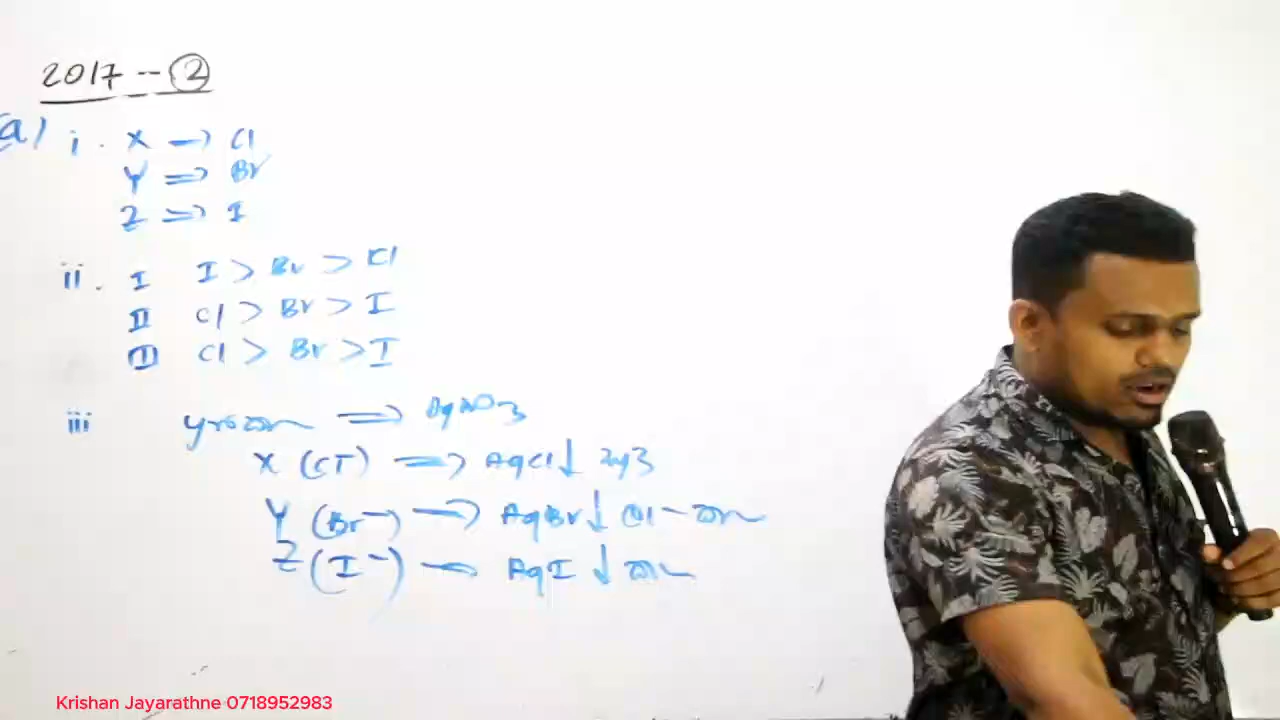 2017 -- ②
(a) i. X → Cl
Y ⇒ Br
Z ⇒ I
ii. I I > Br > Cl
II Cl > Br > I
III Cl > Br > I
iii ⇒ AgNO3
X (Cl⁻) ⇒ AgCl↓
Y (Br⁻) → AgBr↓
Z (I⁻) → AgI ↓
Krishan Jayarathne 0718952983